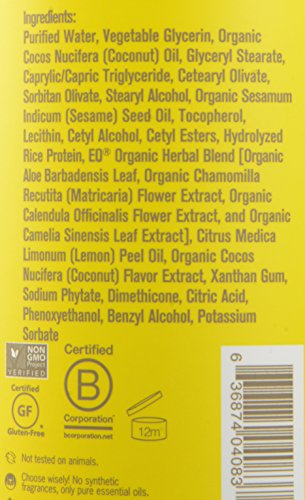 Ingredients:
Purified Water, Vegetable Glycerin, Organic
Cocos Nucifera (Coconut) Oil, Glyceryl Stearate,
Caprylic/Capric Triglyceride, Cetearyl Olivate,
Sorbitan Olivate, Stearyl Alcohol, Organic Sesamum
Indicum (Sesame) Seed Oil, Tocopherol,
Lecithin, Cetyl Alcohol, Cetyl Esters, Hydrolyzed
Rice Protein, EO® Organic Herbal Blend [Organic
Aloe Barbadensis Leaf, Organic Chamomilla
Recutita (Matricaria) Flower Extract, Organic
Calendula Officinalis Flower Extract, and Organic
Camelia Sinensis Leaf Extract], Citrus Medica
Limonum (Lemon) Peel Oil, Organic Cocos
Nucifera (Coconut) Flavor Extract, Xanthan Gum,
Sodium Phytate, Dimethicone, Citric Acid,
Phenoxyethanol, Benzyl Alcohol, Potassium
Sorbate
NON
GMO
Project
VERIFIED
Certified
GF
Gluten-Free
Certified
B
Corporation
bcorporation.net
12m
6 36874 04083
Not tested on animals.
Choose wisely! No synthetic
fragrances, only pure essential oils.